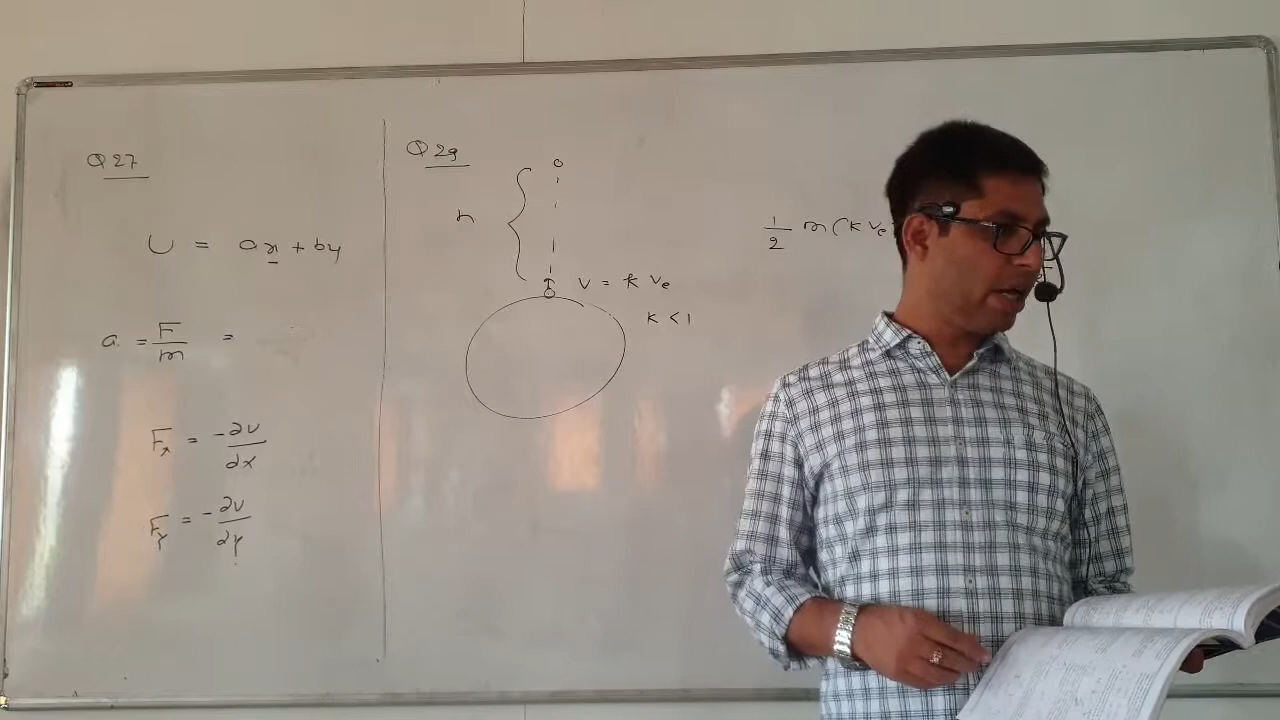 Q 27
U = ax + by
a = F/m =
Fx = -∂U/∂x
Fy = -∂U/∂y
Q 29
h
v = k ve
k < 1
1/2 m (k ve